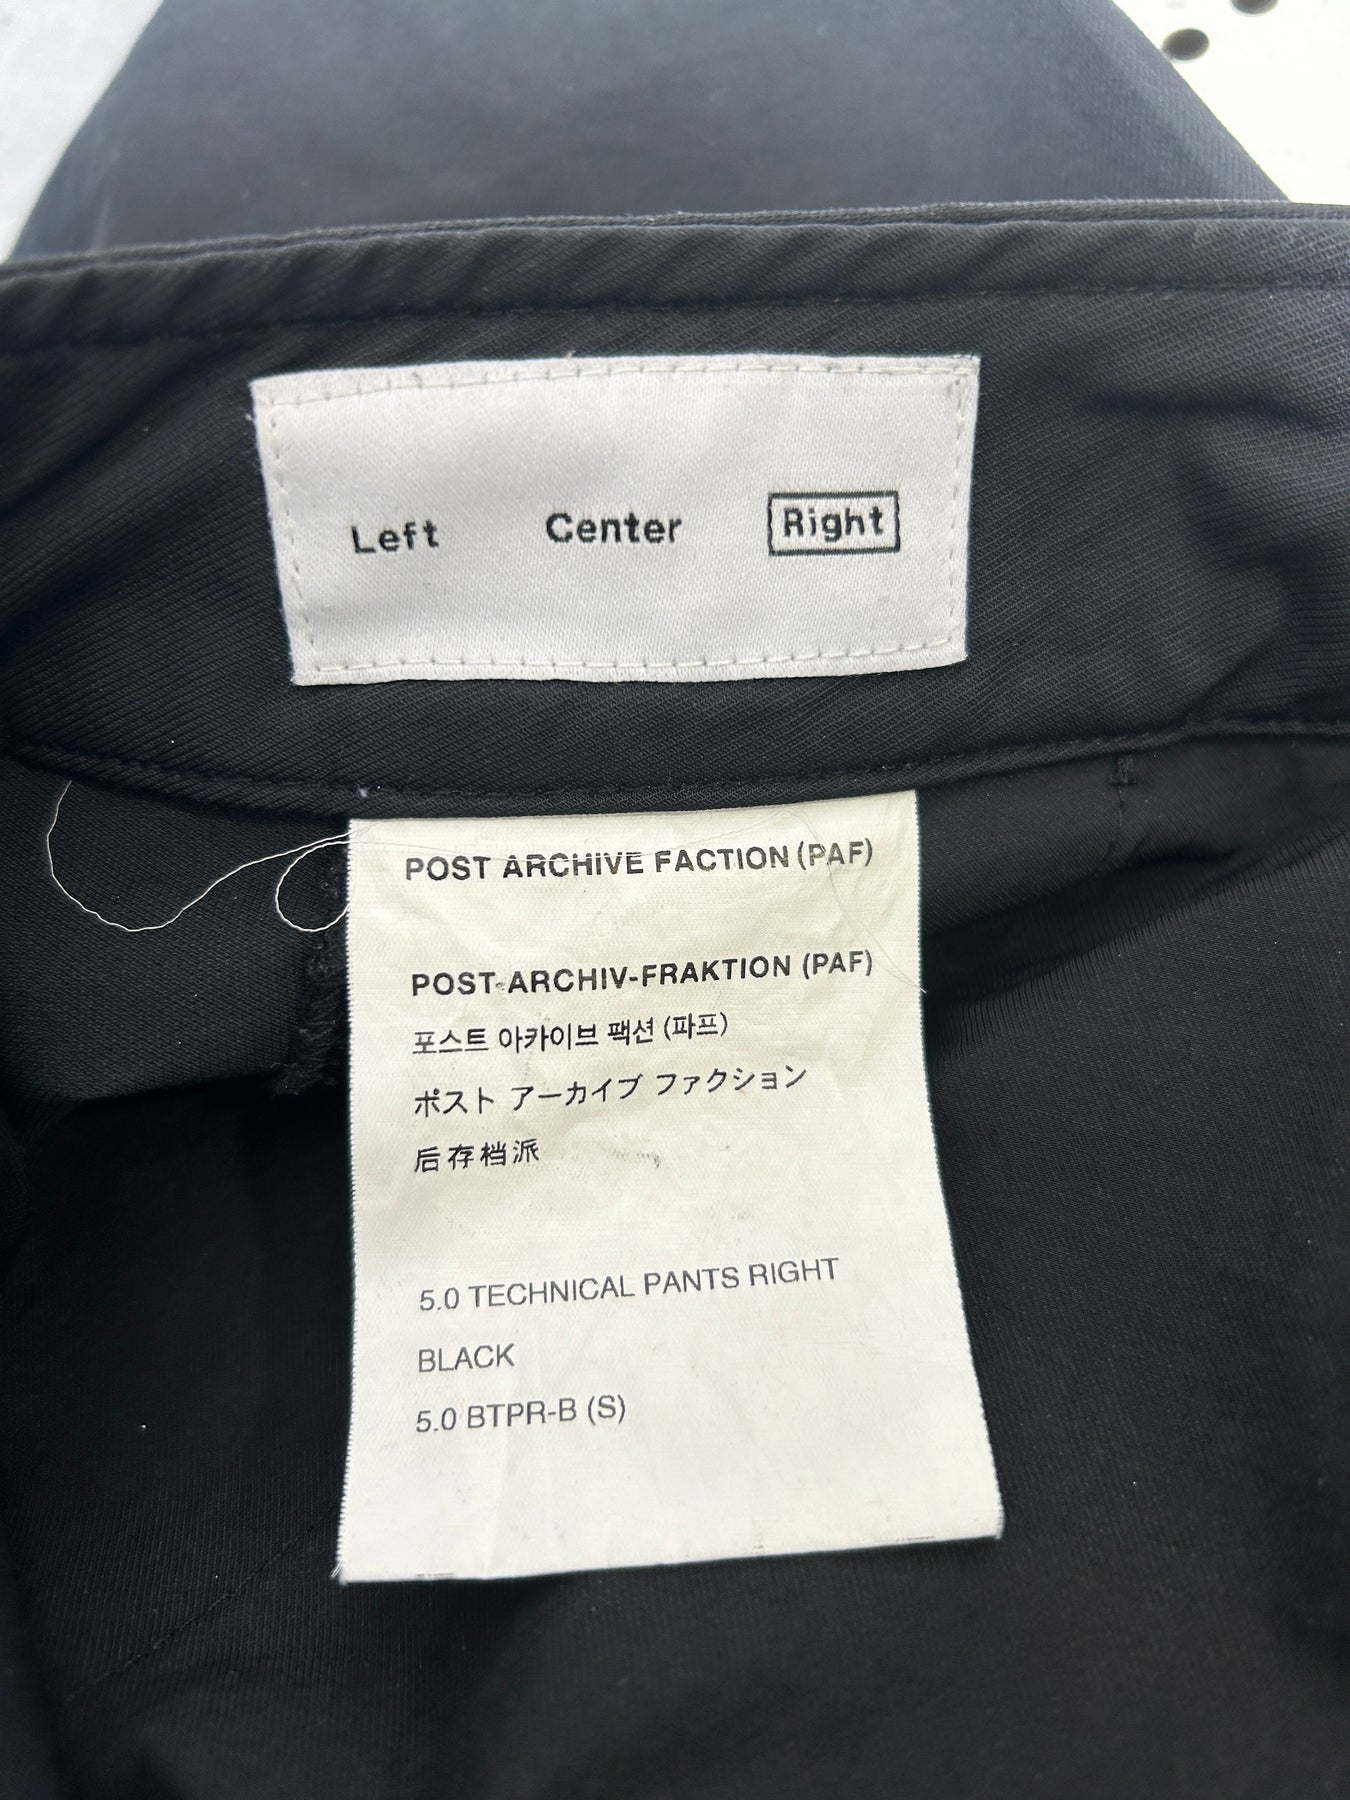 Left Center Right
POST ARCHIVE FACTION (PAF)
POST-ARCHIV-FRAKTION (PAF)
포스트 아카이브 팩션 (파프)
ポスト アーカイブ ファクション
后存档派
5.0 TECHNICAL PANTS RIGHT
BLACK
5.0 BTPR-B (S)